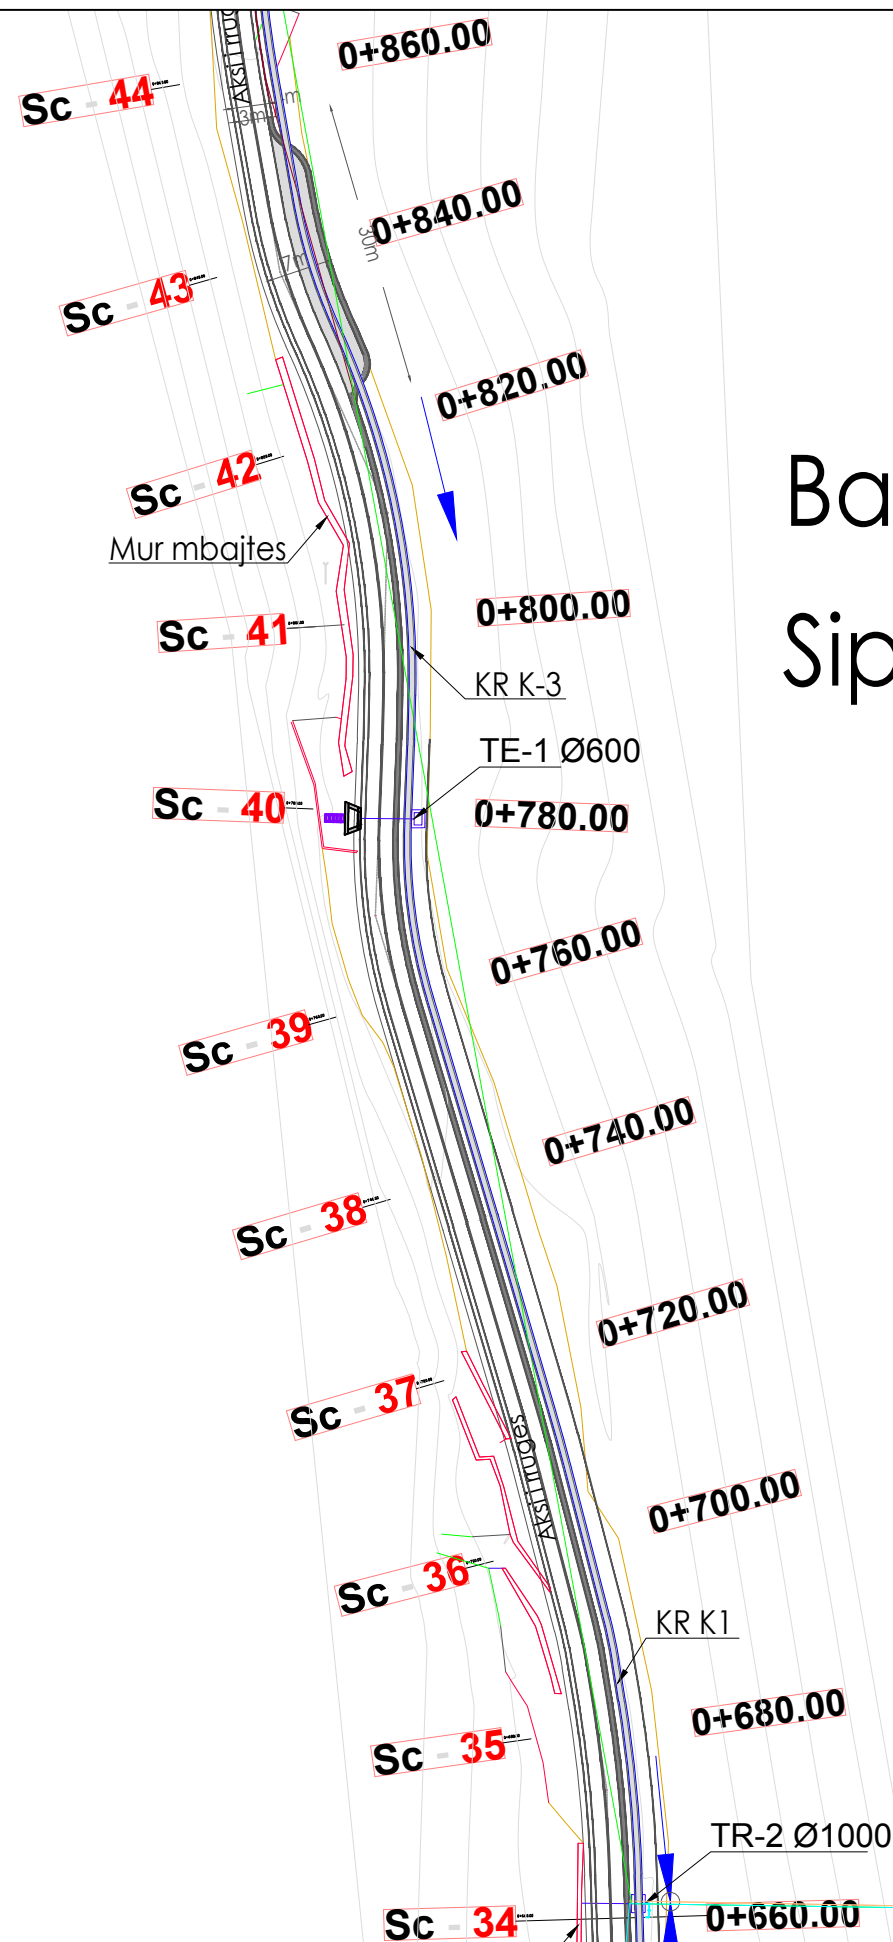 Aksi i rrug
0+860.00
Sc - 44
m
3m
0+840.00
30m
7m
Sc - 43
0+820.00
Sc - 42
Ba
Mur mbajtes
0+800.00
Sc - 41
Sip
KR K-3
TE-1 Ø600
Sc - 40
0+780.00
0+760.00
Sc - 39
0+740.00
Sc - 38
0+720.00
Sc - 37
Aksi i rruges
0+700.00
Sc - 36
KR K1
0+680.00
Sc - 35
TR-2 Ø1000
Sc - 34
0+660.00